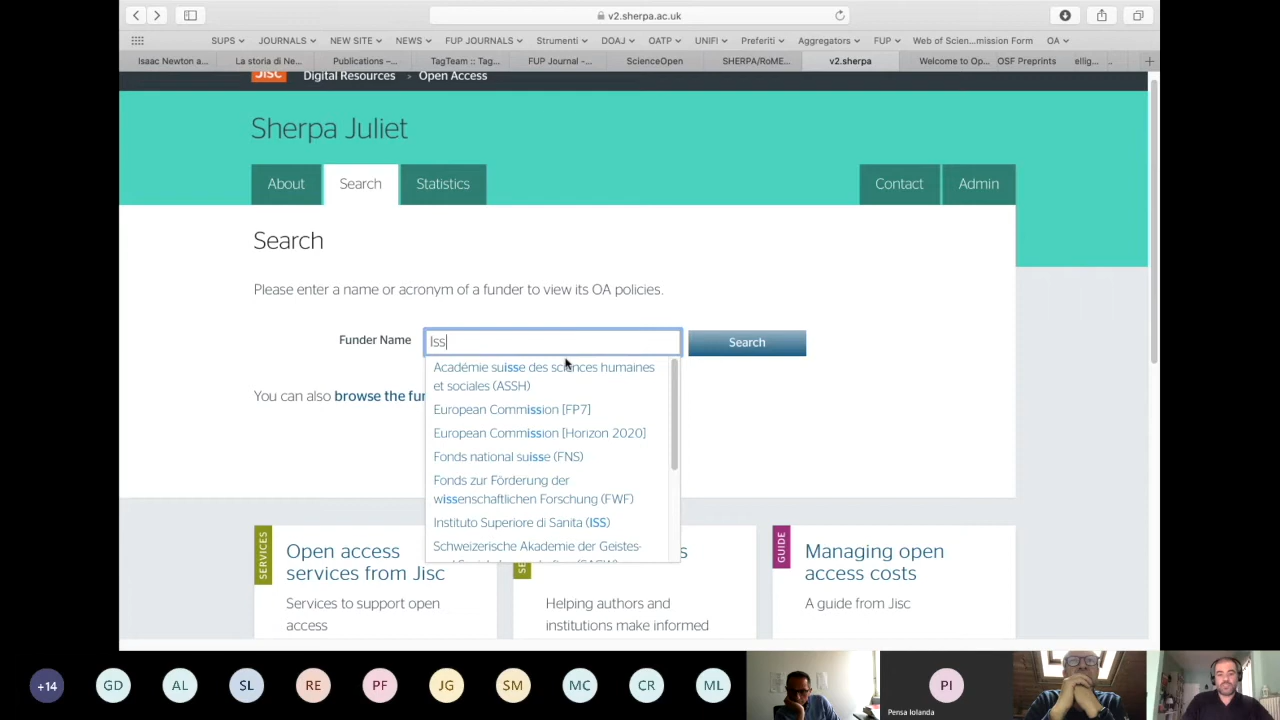 v2.sherpa.ac.uk
SUPS JOURNALS NEW SITE NEWS FUP JOURNALS Strumenti DOAJ OATP UNIFI Preferiti Aggregators FUP Web of Scien...mission Form OA
Isaac Newton a... La storia di Ne... Publications –... TagTeam :: Tag... FUP Journal -... ScienceOpen SHERPA/RoME... v2.sherpa Welcome to Op... OSF Preprints ellig...
Jisc Digital Resources > Open Access
Sherpa Juliet
About Search Statistics Contact Admin
Search
Please enter a name or acronym of a funder to view its OA policies.
Funder Name Iss Search
Académie suisse des sciences humaines
et sociales (ASSH)
European Commission [FP7]
European Commission [Horizon 2020]
Fonds national suisse (FNS)
Fonds zur Förderung der
wissenschaftlichen Forschung (FWF)
Instituto Superiore di Sanita (ISS)
Schweizerische Akademie der Geistes-
You can also browse the fun
SERVICES
Open access
services from Jisc
Services to support open
access
SE
s
Helping authors and
institutions make informed
GUIDE
Managing open
access costs
A guide from Jisc
+14 GD AL SL RE PF JG SM MC CR ML PI
Pensa Iolanda